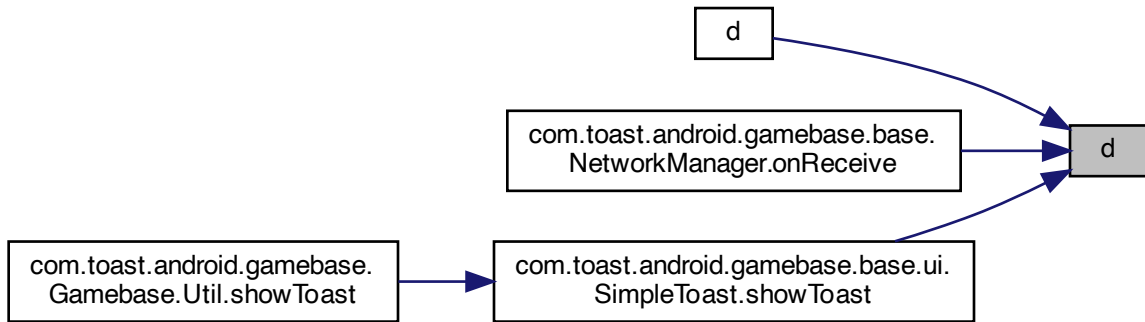 d
com.toast.android.gamebase.base.
NetworkManager.onReceive
d
com.toast.android.gamebase.
Gamebase.Util.showToast
com.toast.android.gamebase.base.ui.
SimpleToast.showToast